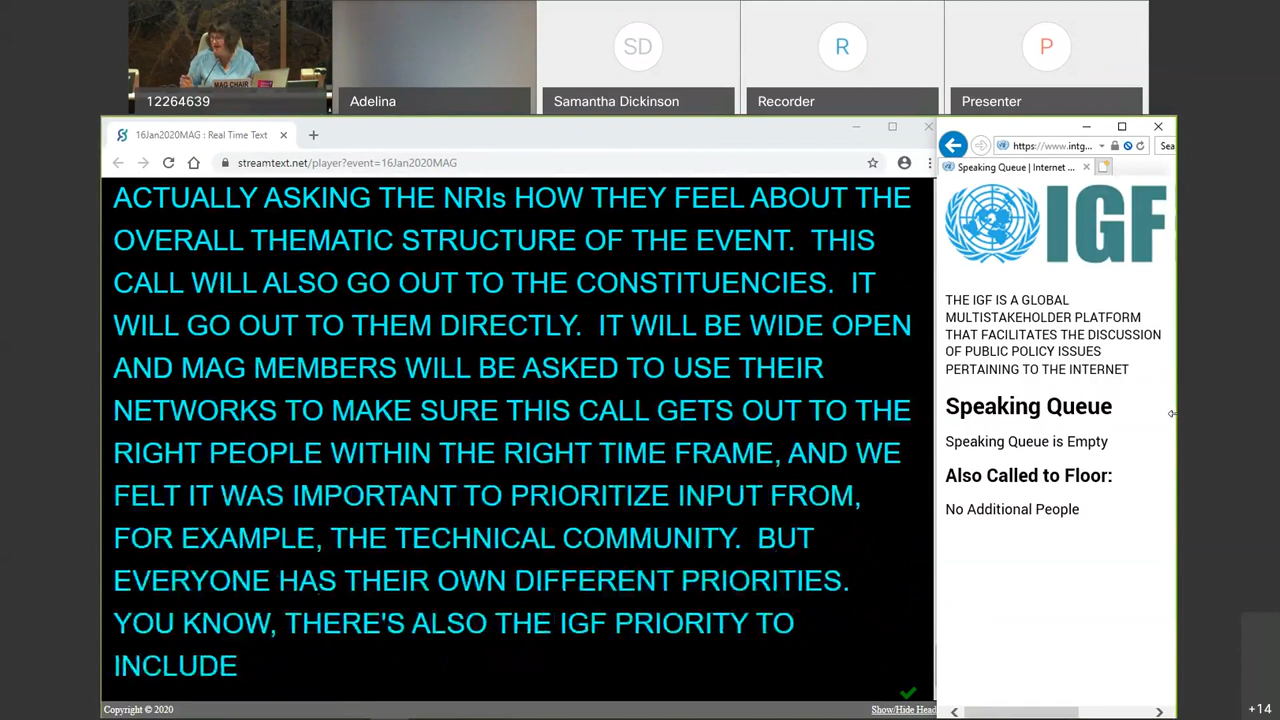 MAG CHAIR
SD
R
P
12264639
Adelina
Samantha Dickinson
Recorder
Presenter
16Jan2020MAG : Real Time Text
streamtext.net/player?event=16Jan2020MAG
ACTUALLY ASKING THE NRIs HOW THEY FEEL ABOUT THE
OVERALL THEMATIC STRUCTURE OF THE EVENT. THIS
CALL WILL ALSO GO OUT TO THE CONSTITUENCIES. IT
WILL GO OUT TO THEM DIRECTLY. IT WILL BE WIDE OPEN
AND MAG MEMBERS WILL BE ASKED TO USE THEIR
NETWORKS TO MAKE SURE THIS CALL GETS OUT TO THE
RIGHT PEOPLE WITHIN THE RIGHT TIME FRAME, AND WE
FELT IT WAS IMPORTANT TO PRIORITIZE INPUT FROM,
FOR EXAMPLE, THE TECHNICAL COMMUNITY. BUT
EVERYONE HAS THEIR OWN DIFFERENT PRIORITIES.
YOU KNOW, THERE'S ALSO THE IGF PRIORITY TO
INCLUDE
Copyright © 2020
Show/Hide Head
https://www.intg...
Sea
Speaking Queue | Internet ...
IGF
THE IGF IS A GLOBAL
MULTISTAKEHOLDER PLATFORM
THAT FACILITATES THE DISCUSSION
OF PUBLIC POLICY ISSUES
PERTAINING TO THE INTERNET
Speaking Queue
Speaking Queue is Empty
Also Called to Floor:
No Additional People
+14